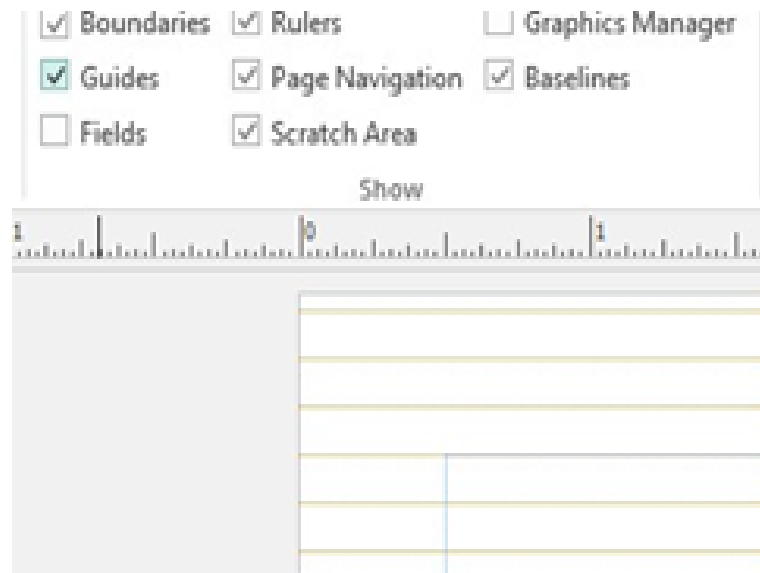 Boundaries Rulers Graphics Manager
Guides Page Navigation Baselines
Fields Scratch Area
Show
1 0 1